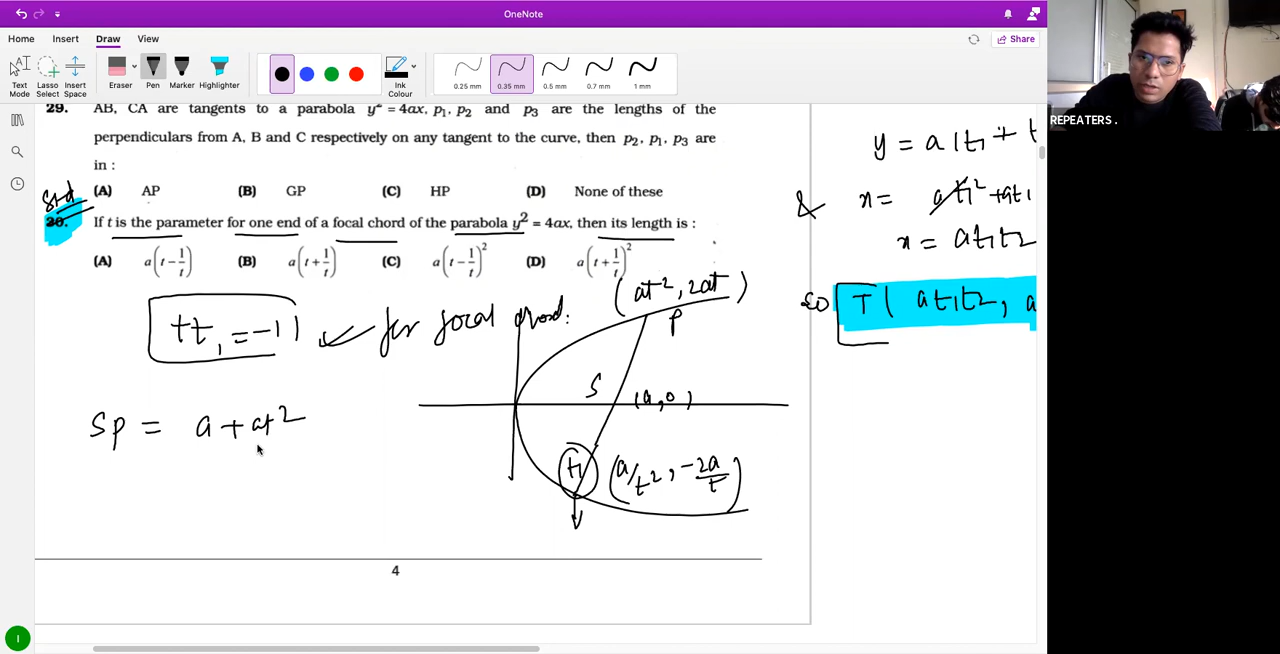 OneNote
Home Insert Draw View
Share
Text Mode
Lasso Select
Insert Space
Eraser
Pen
Marker
Highlighter
Ink Colour
0.25 mm
0.35 mm
0.5 mm
0.7 mm
1 mm
REPEATERS .
29. AB, CA are tangents to a parabola y² = 4ax, p₁, p₂ and p₃ are the lengths of the
perpendiculars from A, B and C respectively on any tangent to the curve, then p₂, p₁, p₃ are
in :
(A) AP (B) GP (C) HP (D) None of these
Std
30. If t is the parameter for one end of a focal chord of the parabola y² = 4ax, then its length is :
(A) a(t − 1/t) (B) a(t + 1/t) (C) a(t − 1/t)² (D) a(t + 1/t)²
tt₁ = -1
for focal chord.
(at², 2at)
P
S
(a, 0)
t₁
(a/t², -2a/t)
SP = a + at²
4
y = a(t₁ + t
& x = at₁² + at₁
x = at₁t₂
so T( at₁t₂, a
I